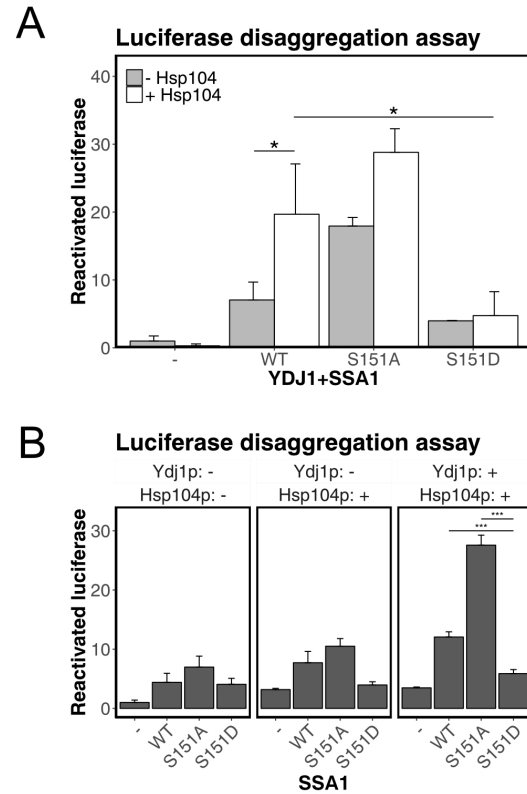 A
Luciferase disaggregation assay
Reactivated luciferase
40
30
20
10
0
- Hsp104
+ Hsp104
*
*
- WT S151A S151D
YDJ1+SSA1
B
Luciferase disaggregation assay
Ydj1p: - Ydj1p: - Ydj1p: +
Hsp104p: - Hsp104p: + Hsp104p: +
Reactivated luciferase
30
20
10
0
***
***
- WT S151A S151D - WT S151A S151D - WT S151A S151D
SSA1